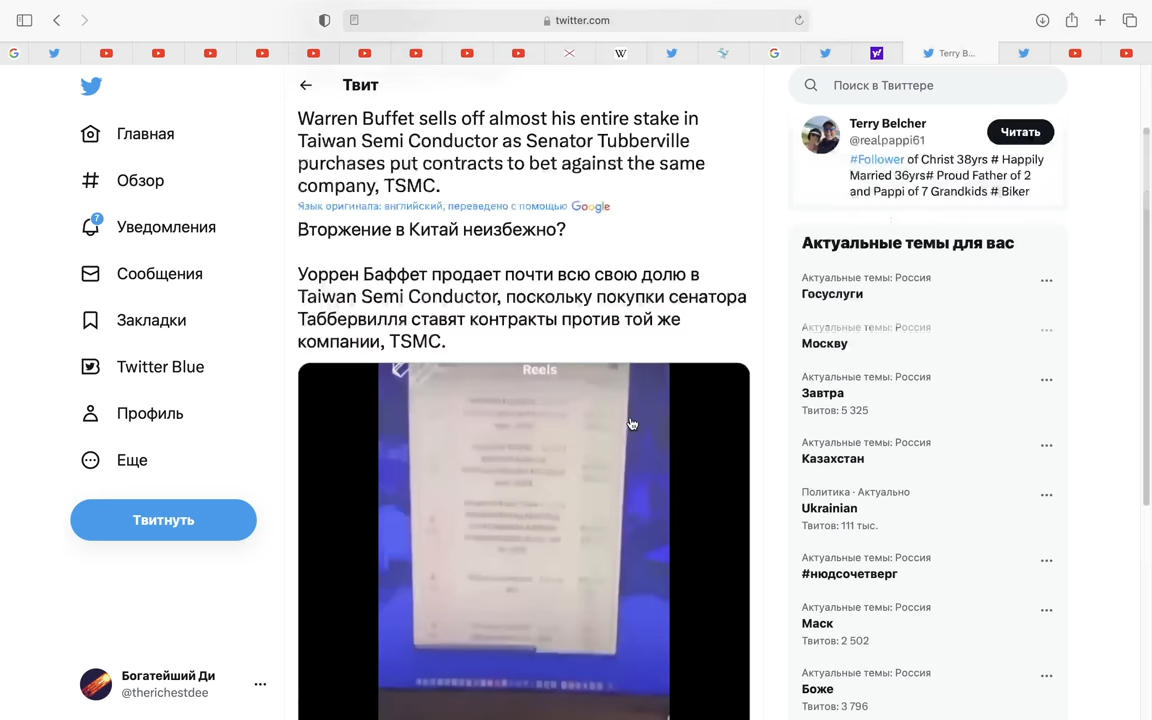 twitter.com
Terry B...
Главная
Обзор
7
Уведомления
Сообщения
Закладки
Twitter Blue
Профиль
Еще
Твитнуть
Богатейший Ди
@therichestdee
Твит
Warren Buffet sells off almost his entire stake in
Taiwan Semi Conductor as Senator Tubberville
purchases put contracts to bet against the same
company, TSMC.
Язык оригинала: английский, переведено с помощью Google
Вторжение в Китай неизбежно?
Уоррен Баффет продает почти всю свою долю в
Taiwan Semi Conductor, поскольку покупки сенатора
Таббервилля ставят контракты против той же
компании, TSMC.
Reels
Поиск в Твиттере
Terry Belcher
@realpappi61
Читать
#Follower of Christ 38yrs # Happily
Married 36yrs# Proud Father of 2
and Pappi of 7 Grandkids # Biker
Актуальные темы для вас
Актуальные темы: Россия
Госуслуги
Актуальные темы: Россия
Москву
Актуальные темы: Россия
Завтра
Твитов: 5 325
Актуальные темы: Россия
Казахстан
Политика · Актуально
Ukrainian
Твитов: 111 тыс.
Актуальные темы: Россия
#нюдсочетверг
Актуальные темы: Россия
Маск
Твитов: 2 502
Актуальные темы: Россия
Боже
Твитов: 3 796